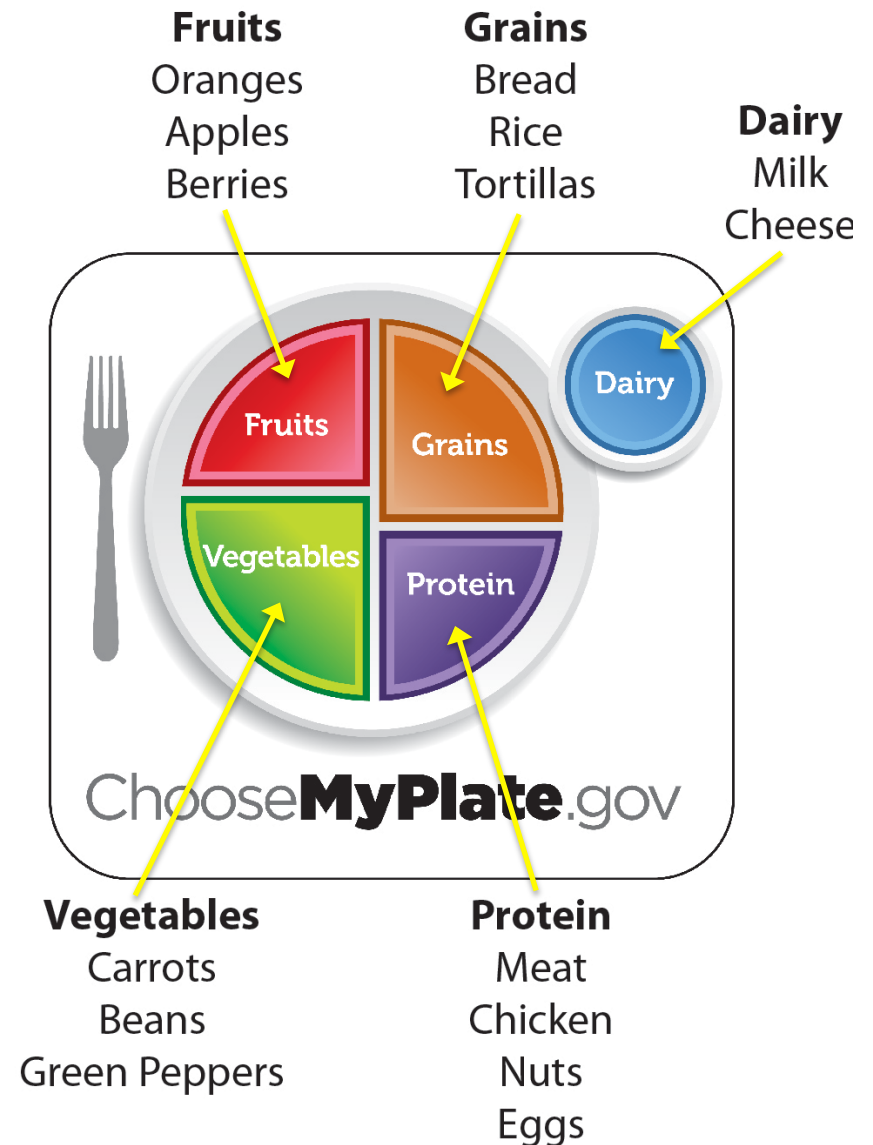 Fruits
Oranges
Apples
Berries
Grains
Bread
Rice
Tortillas
Dairy
Milk
Cheese
Fruits
Grains
Dairy
Vegetables
Protein
ChooseMyPlate.gov
Vegetables
Carrots
Beans
Green Peppers
Protein
Meat
Chicken
Nuts
Eggs